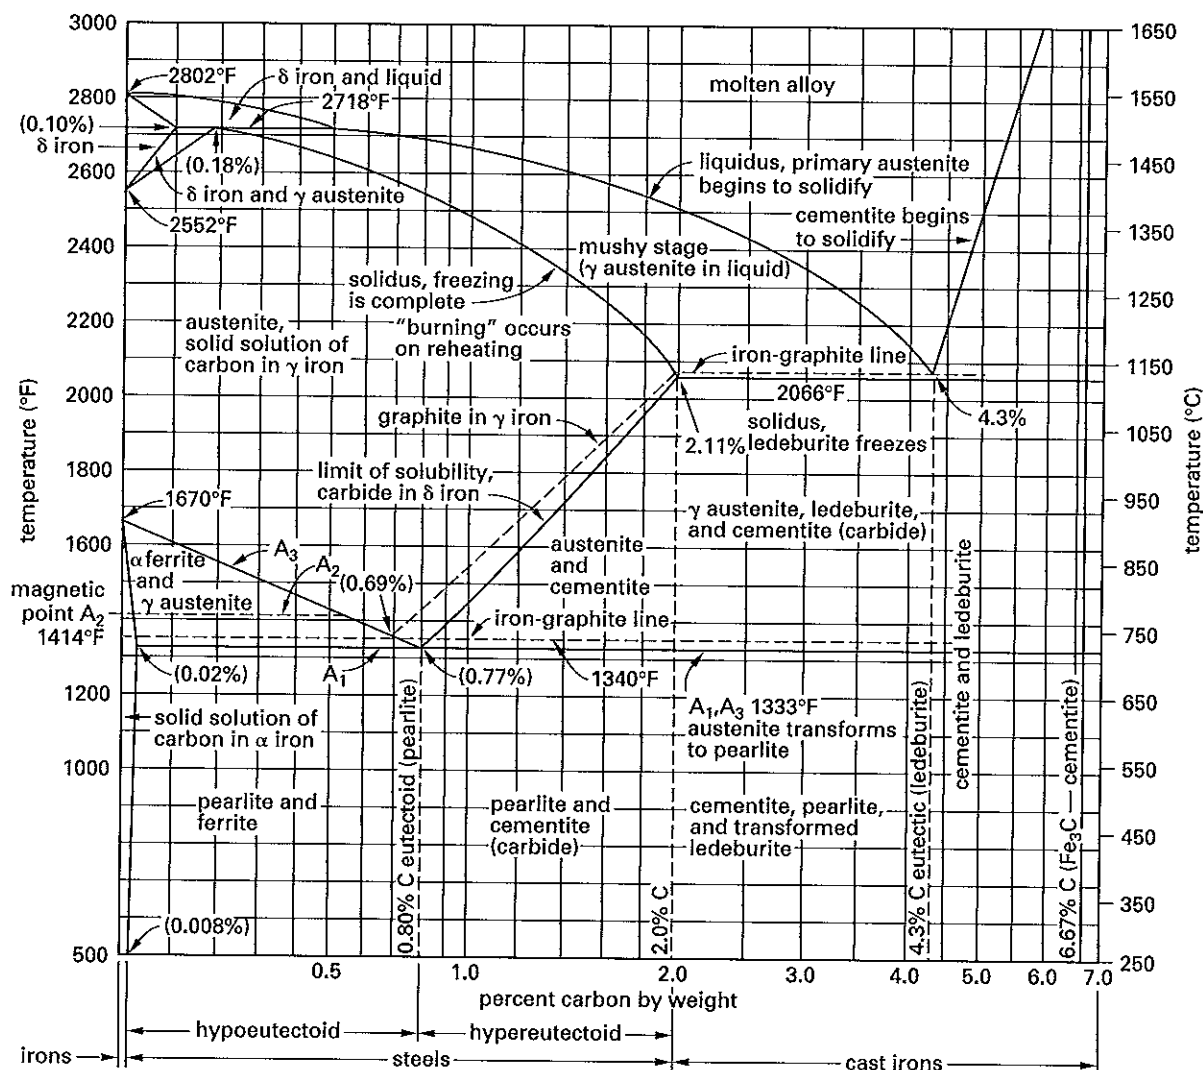 3000
2800
2600
2400
2200
2000
1800
1600
1200
1000
500
temperature (°F)
1650
1550
1450
1350
1250
1150
1050
950
850
750
650
550
450
350
250
temperature (°C)
2802°F
δ iron and liquid
2718°F
molten alloy
(0.10%)
δ iron
(0.18%)
δ iron and γ austenite
2552°F
liquidus, primary austenite
begins to solidify
cementite begins
to solidify
mushy stage
(γ austenite in liquid)
solidus, freezing
is complete
austenite,
solid solution of
carbon in γ iron
"burning" occurs
on reheating
iron-graphite line
2066°F
4.3%
graphite in γ iron
2.11%
solidus,
ledeburite freezes
limit of solubility,
carbide in δ iron
1670°F
γ austenite, ledeburite,
and cementite (carbide)
A3
α ferrite
and
γ austenite
A2
(0.69%)
austenite
and
cementite
magnetic
point A2
1414°F
iron-graphite line
(0.02%)
A1
(0.77%)
1340°F
A1,A3 1333°F
austenite transforms
to pearlite
solid solution of
carbon in α iron
pearlite and
ferrite
pearlite and
cementite
(carbide)
cementite, pearlite,
and transformed
ledeburite
0.80% C eutectoid (pearlite)
2.0% C
4.3% C eutectic (ledeburite)
cementite and ledeburite
6.67% C (Fe3C — cementite)
(0.008%)
0.5
1.0
2.0
3.0
4.0
5.0
6.0
7.0
percent carbon by weight
hypoeutectoid
hypereutectoid
irons
steels
cast irons